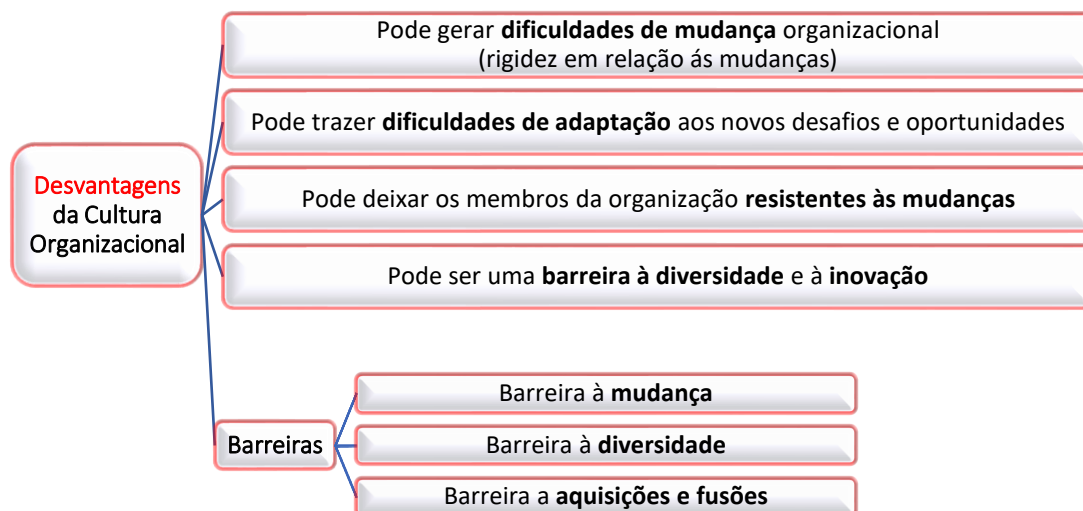 Pode gerar dificuldades de mudança organizacional
(rigidez em relação ás mudanças)
Pode trazer dificuldades de adaptação aos novos desafios e oportunidades
Desvantagens
da Cultura
Organizacional
Pode deixar os membros da organização resistentes às mudanças
Pode ser uma barreira à diversidade e à inovação
Barreiras
Barreira à mudança
Barreira à diversidade
Barreira a aquisições e fusões